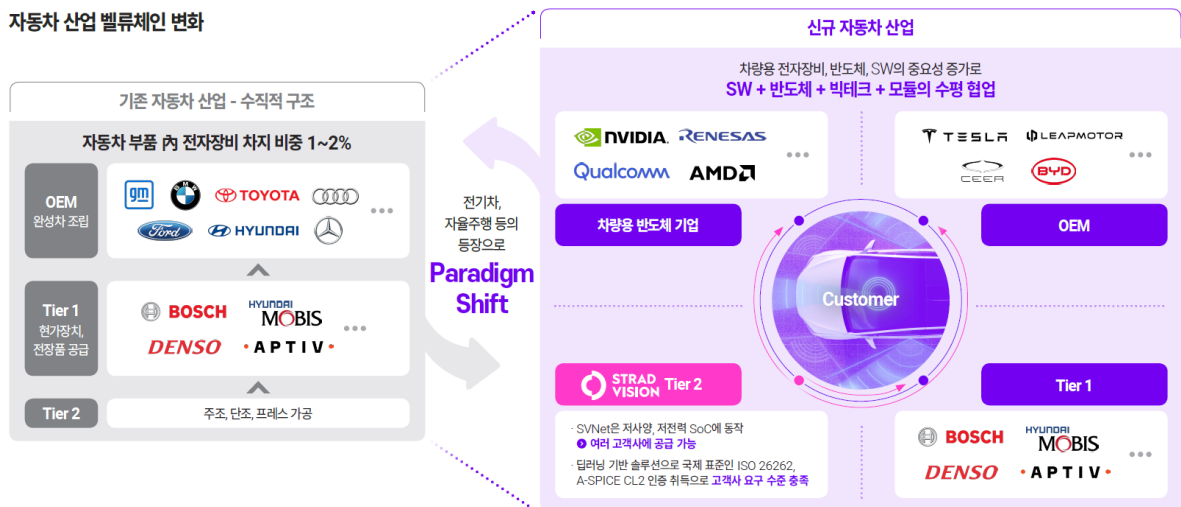 자동차 산업 벨류체인 변화
기존 자동차 산업 - 수직적 구조
자동차 부품 內 전자장비 차지 비중 1~2%
OEM
완성차 조립
gm
BMW
TOYOTA
Audi
Ford
HYUNDAI
Tier 1
현가장치,
전장품 공급
BOSCH
HYUNDAI
MOBIS
DENSO
• A P T I V •
Tier 2
주조, 단조, 프레스 가공
전기차,
자율주행 등의
등장으로
Paradigm
Shift
신규 자동차 산업
차량용 전자장비, 반도체, SW의 중요성 증가로
SW + 반도체 + 빅테크 + 모듈의 수평 협업
NVIDIA.
RENESAS
Qualcomm
AMD
차량용 반도체 기업
TESLA
LEAPMOTOR
CEER
BYD
OEM
Customer
STRAD
VISION
Tier 2
· SVNet은 저사양, 저전력 SoC에 동작
여러 고객사에 공급 가능
· 딥러닝 기반 솔루션으로 국제 표준인 ISO 26262,
A-SPICE CL2 인증 취득으로 고객사 요구 수준 충족
Tier 1
BOSCH
HYUNDAI
MOBIS
DENSO
• A P T I V •